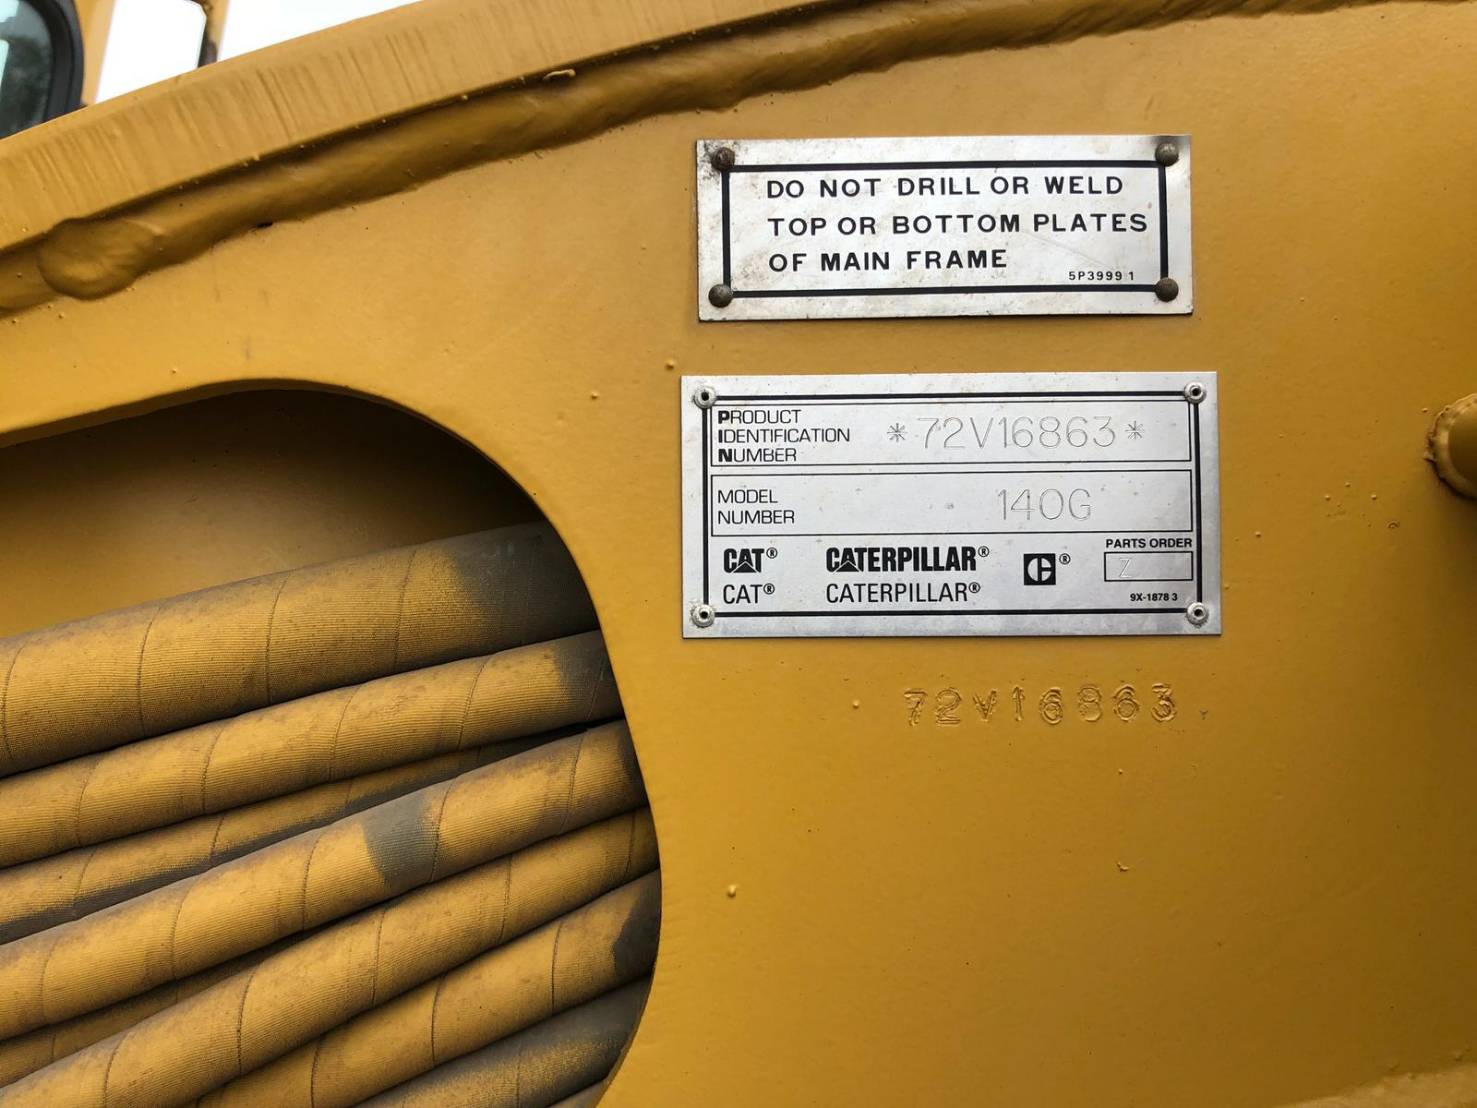 DO NOT DRILL OR WELD
TOP OR BOTTOM PLATES
OF MAIN FRAME
5P3999 1
PRODUCT
IDENTIFICATION
NUMBER
*72V16863*
MODEL
NUMBER
140G
CAT® CATERPILLAR® ®
CAT® CATERPILLAR®
PARTS ORDER
Z
9X-1878 3
72V16863